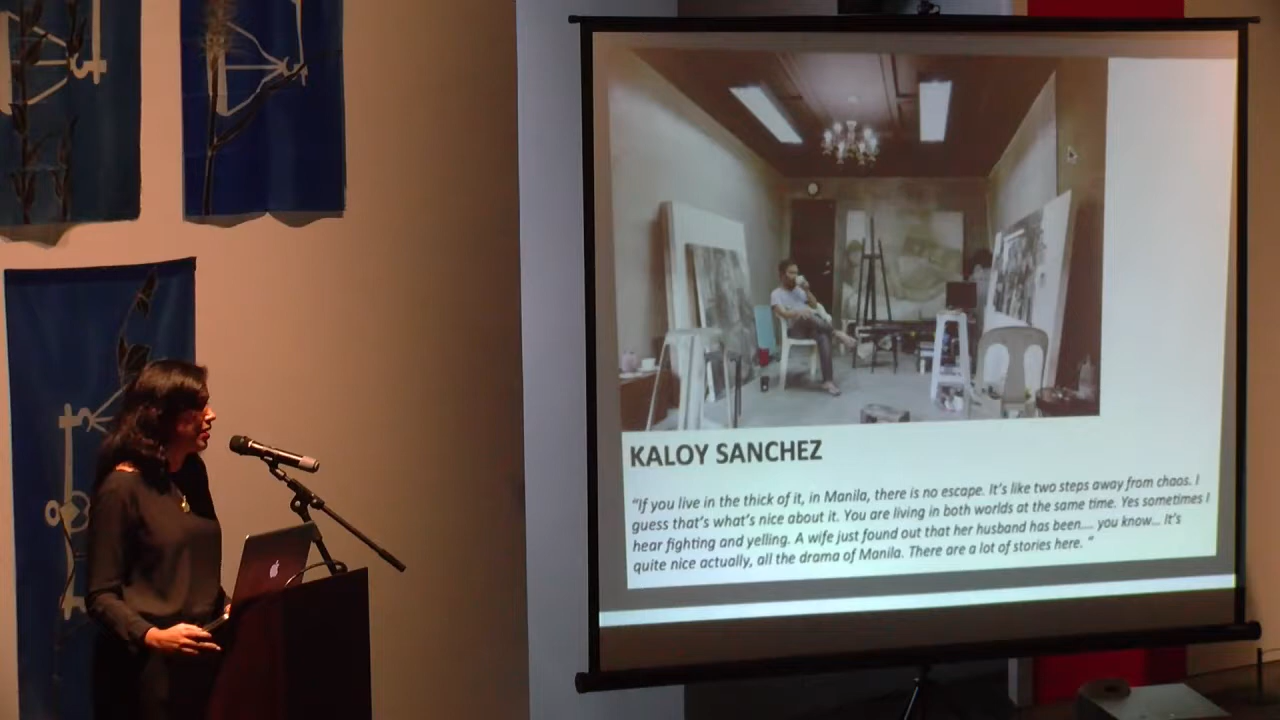 KALOY SANCHEZ
"If you live in the thick of it, in Manila, there is no escape. It's like two steps away from chaos. I
guess that's what's nice about it. You are living in both worlds at the same time. Yes sometimes I
hear fighting and yelling. A wife just found out that her husband has been.... you know... It's
quite nice actually, all the drama of Manila. There are a lot of stories here. "